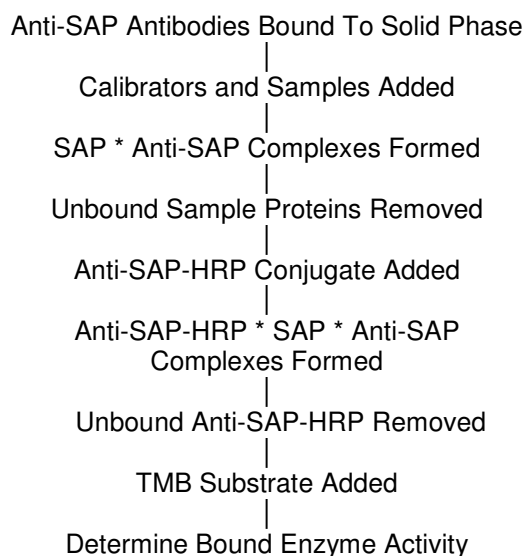 Anti-SAP Antibodies Bound To Solid Phase
Calibrators and Samples Added
SAP * Anti-SAP Complexes Formed
Unbound Sample Proteins Removed
Anti-SAP-HRP Conjugate Added
Anti-SAP-HRP * SAP * Anti-SAP
Complexes Formed
Unbound Anti-SAP-HRP Removed
TMB Substrate Added
Determine Bound Enzyme Activity